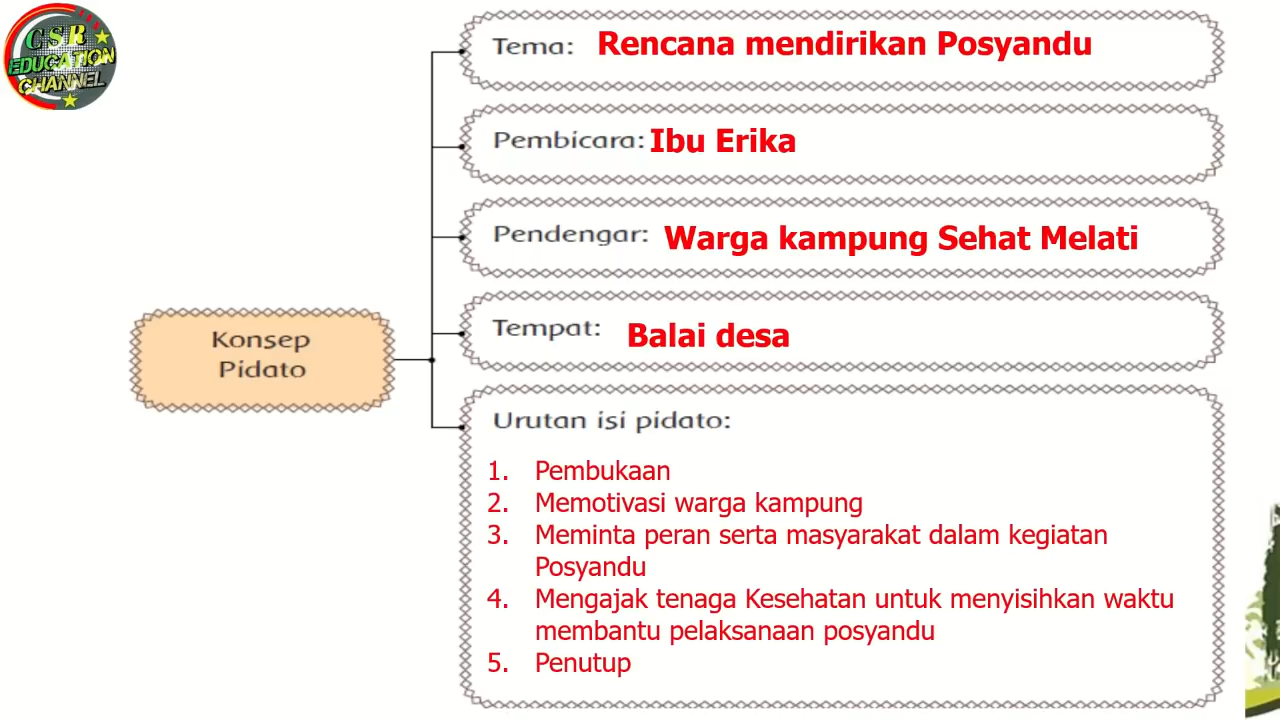 CSR
EDUCATION
CHANNEL
Tema: Rencana mendirikan Posyandu
Pembicara: Ibu Erika
Pendengar: Warga kampung Sehat Melati
Tempat: Balai desa
Konsep
Pidato
Urutan isi pidato:
1. Pembukaan
2. Memotivasi warga kampung
3. Meminta peran serta masyarakat dalam kegiatan
Posyandu
4. Mengajak tenaga Kesehatan untuk menyisihkan waktu
membantu pelaksanaan posyandu
5. Penutup